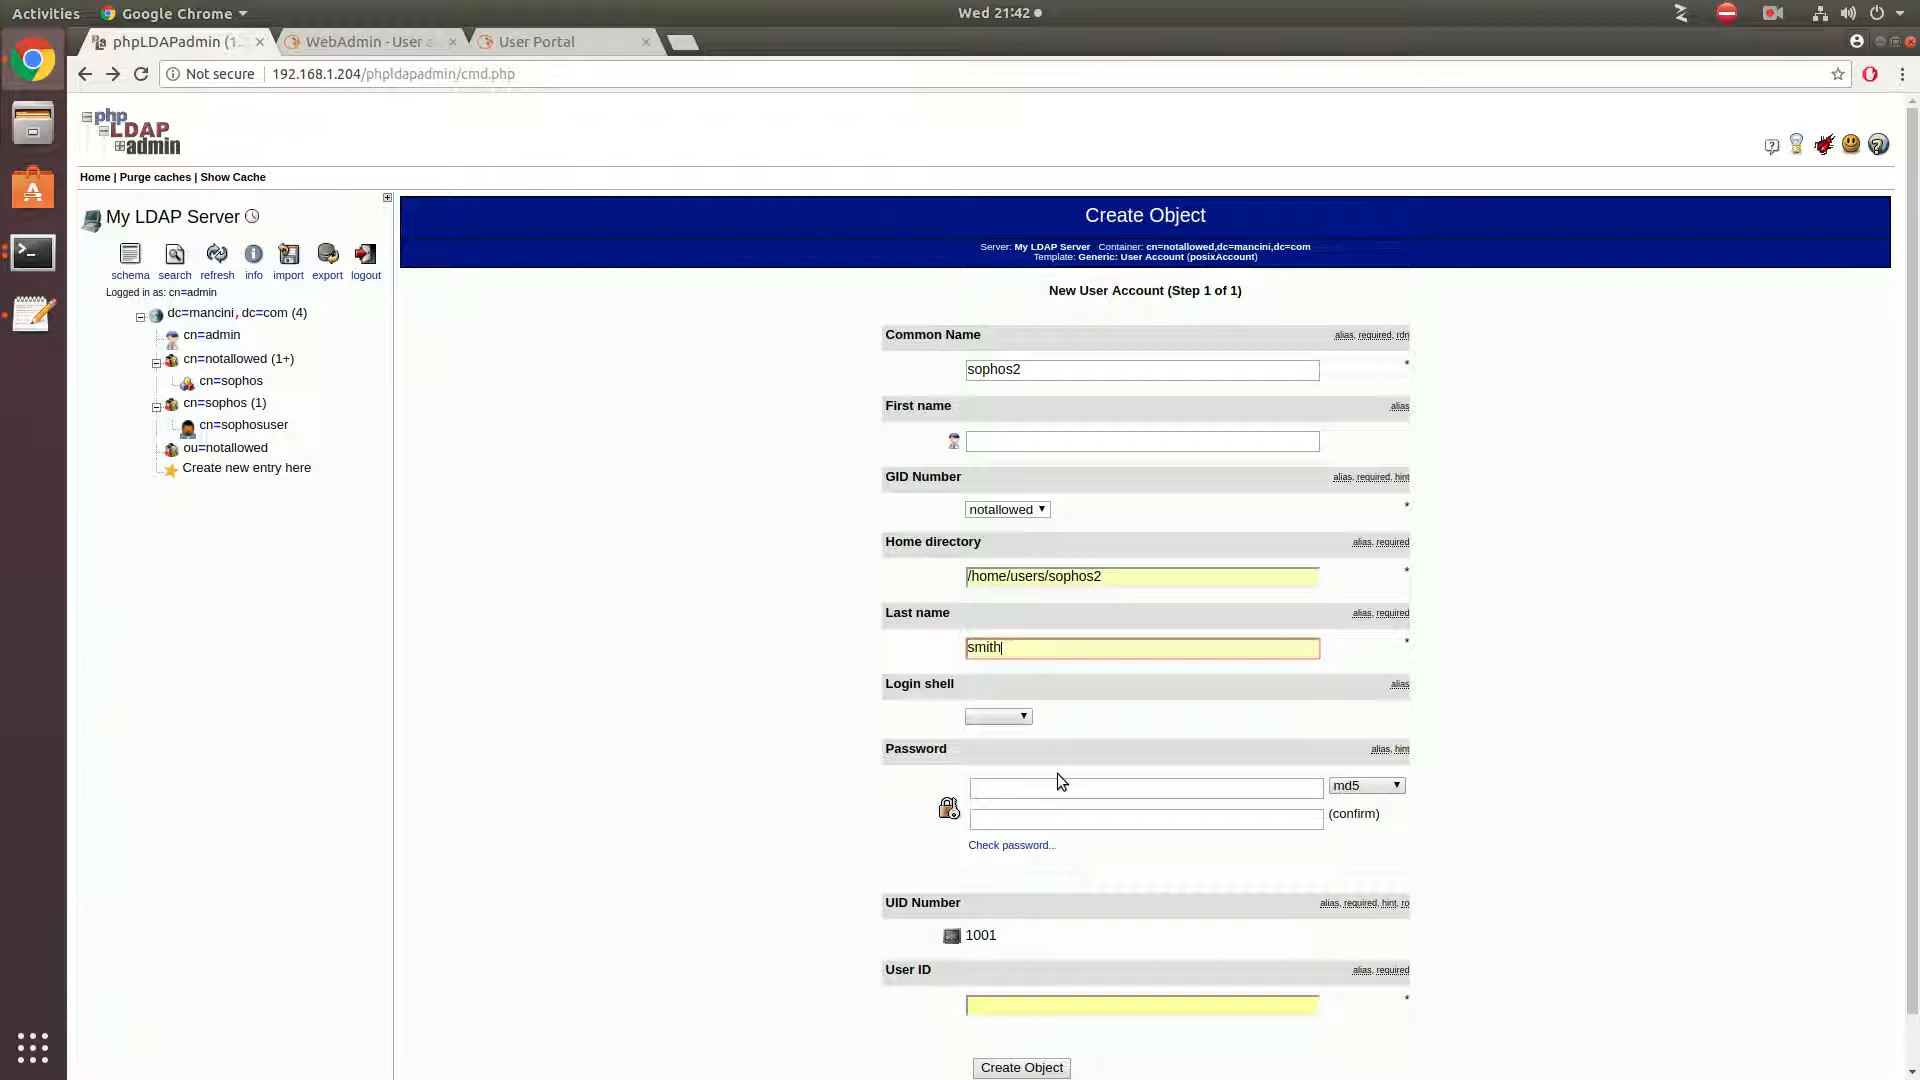 Activities
Google Chrome
Wed 21:42
phpLDAPadmin (1.
WebAdmin - User a
User Portal
Not secure
192.168.1.204/phpldapadmin/cmd.php
php
LDAP
admin
Home | Purge caches | Show Cache
My LDAP Server
schema search refresh info import export logout
Logged in as: cn=admin
dc=mancini,dc=com (4)
cn=admin
cn=notallowed (1+)
cn=sophos
cn=sophos (1)
cn=sophosuser
ou=notallowed
Create new entry here
Create Object
Server: My LDAP Server Container: cn=notallowed,dc=mancini,dc=com
Template: Generic: User Account (posixAccount)
New User Account (Step 1 of 1)
Common Name alias, required, rdn
sophos2 *
First name alias
GID Number alias, required, hint
notallowed *
Home directory alias, required
/home/users/sophos2 *
Last name alias, required
smith *
Login shell alias
Password alias, hint
md5
(confirm)
Check password...
UID Number alias, required, hint, ro
1001
User ID alias, required
*
Create Object